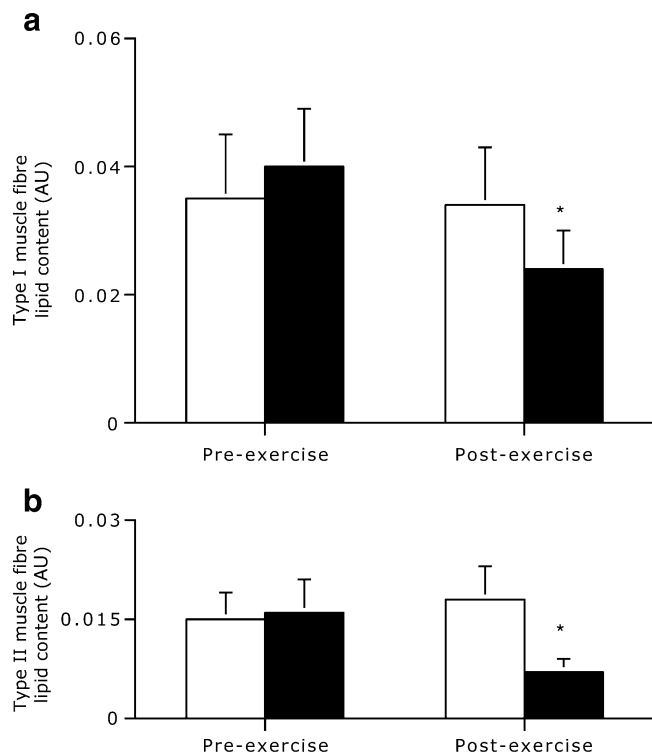 a
0.06
0.04
0.02
0
Type I muscle fibre
lipid content (AU)
*
Pre-exercise
Post-exercise
b
0.03
0.015
0
Type II muscle fibre
lipid content (AU)
*
Pre-exercise
Post-exercise